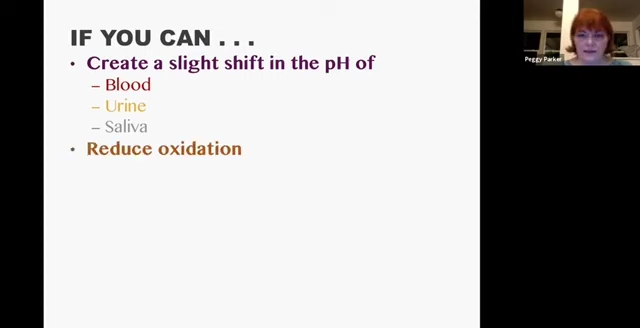 IF YOU CAN . . .
• Create a slight shift in the pH of
– Blood
– Urine
– Saliva
• Reduce oxidation
Peggy Parker